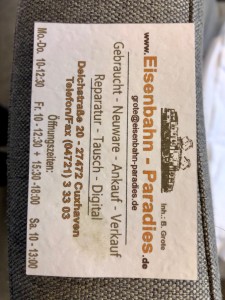 Inh.: B. Grote
www.Eisenbahn - Paradies.de
grote@eisenbahn-paradies.de
Gebraucht - Neuware - Ankauf - Verkauf
Reparatur - Tausch - Digital
Deichstraße 20 - 27472 Cuxhaven
Telefon/Fax (04721) 3 33 03
Öffnungszeiten:
Mo.-Do. 10-12:30 Fr. 10 - 12:30 + 15:30 -18:00 Sa. 10 - 13:00